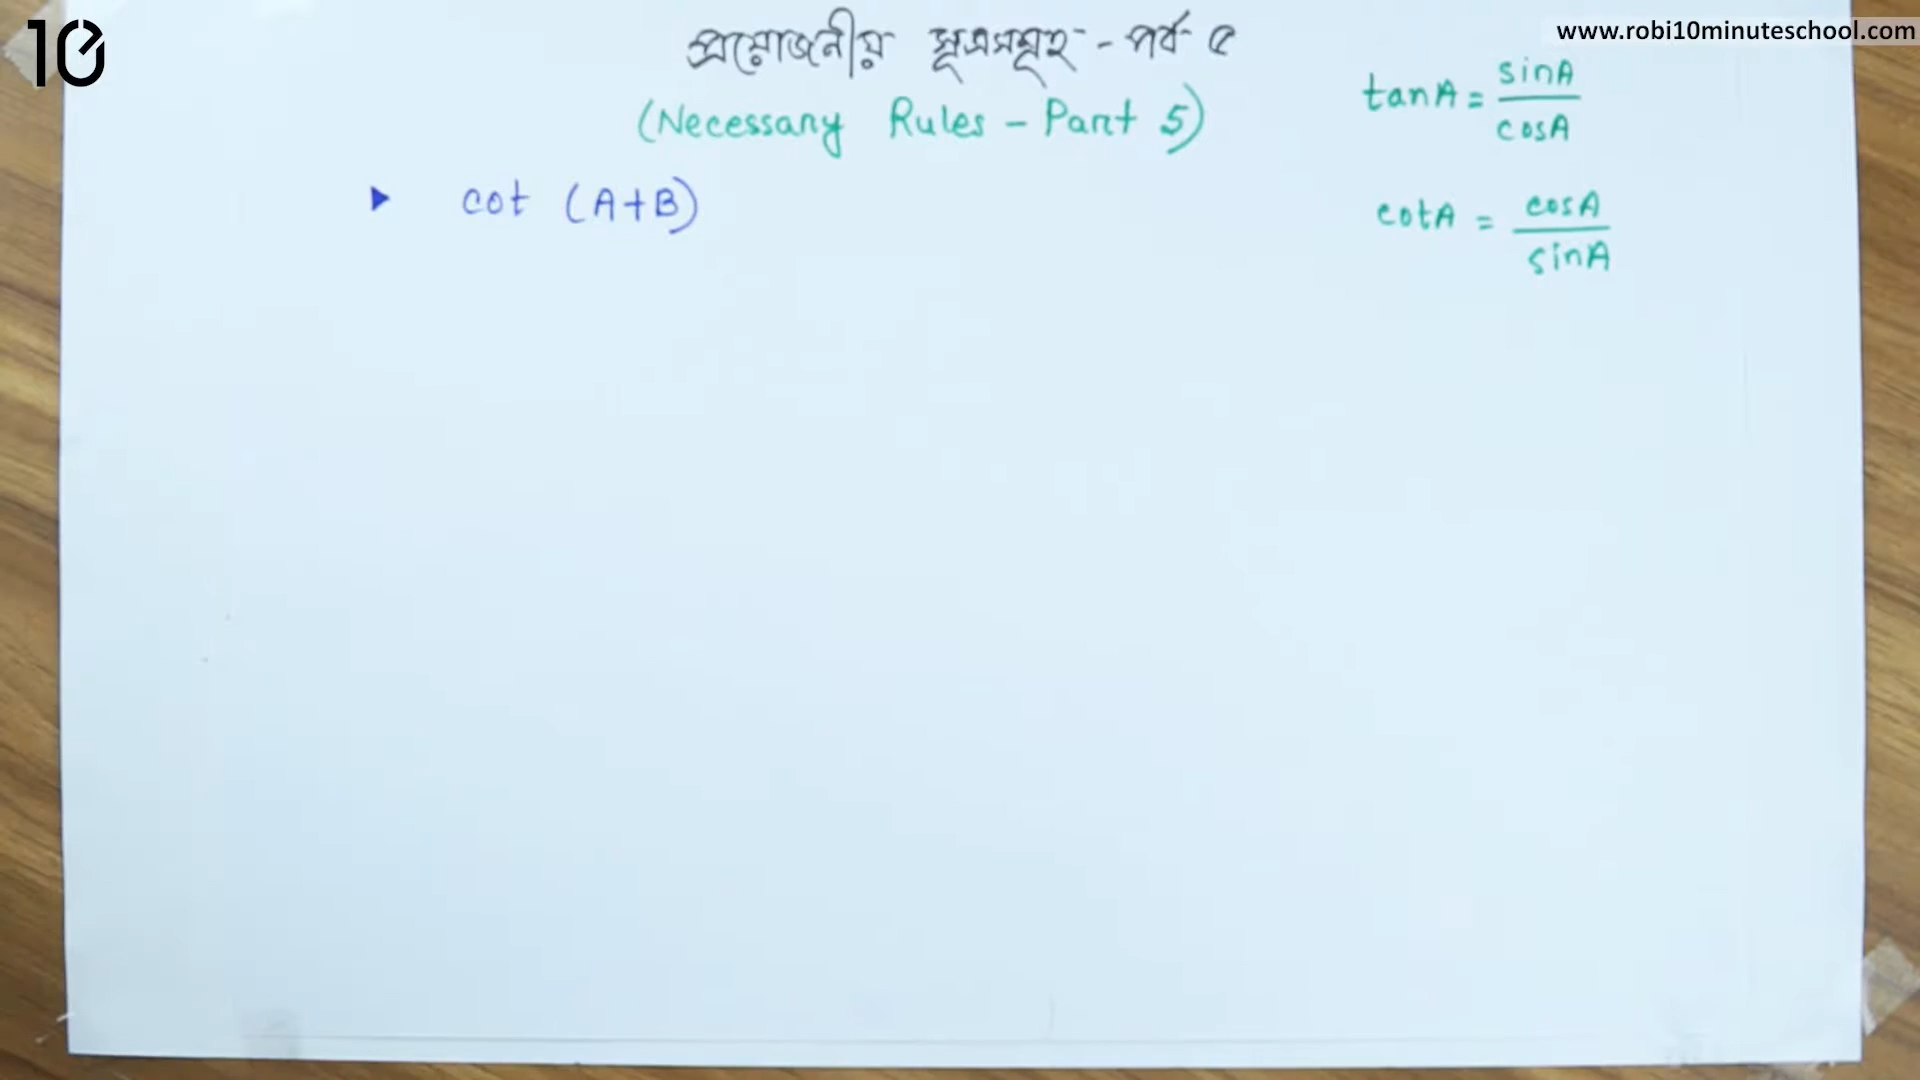 10
www.robi10minuteschool.com
প্রয়োজনীয় সূত্রসমূহ - পর্ব ৫
(Necessary Rules - Part 5)
tanA = sinA / cosA
▶ cot (A+B)
cotA = cosA / sinA